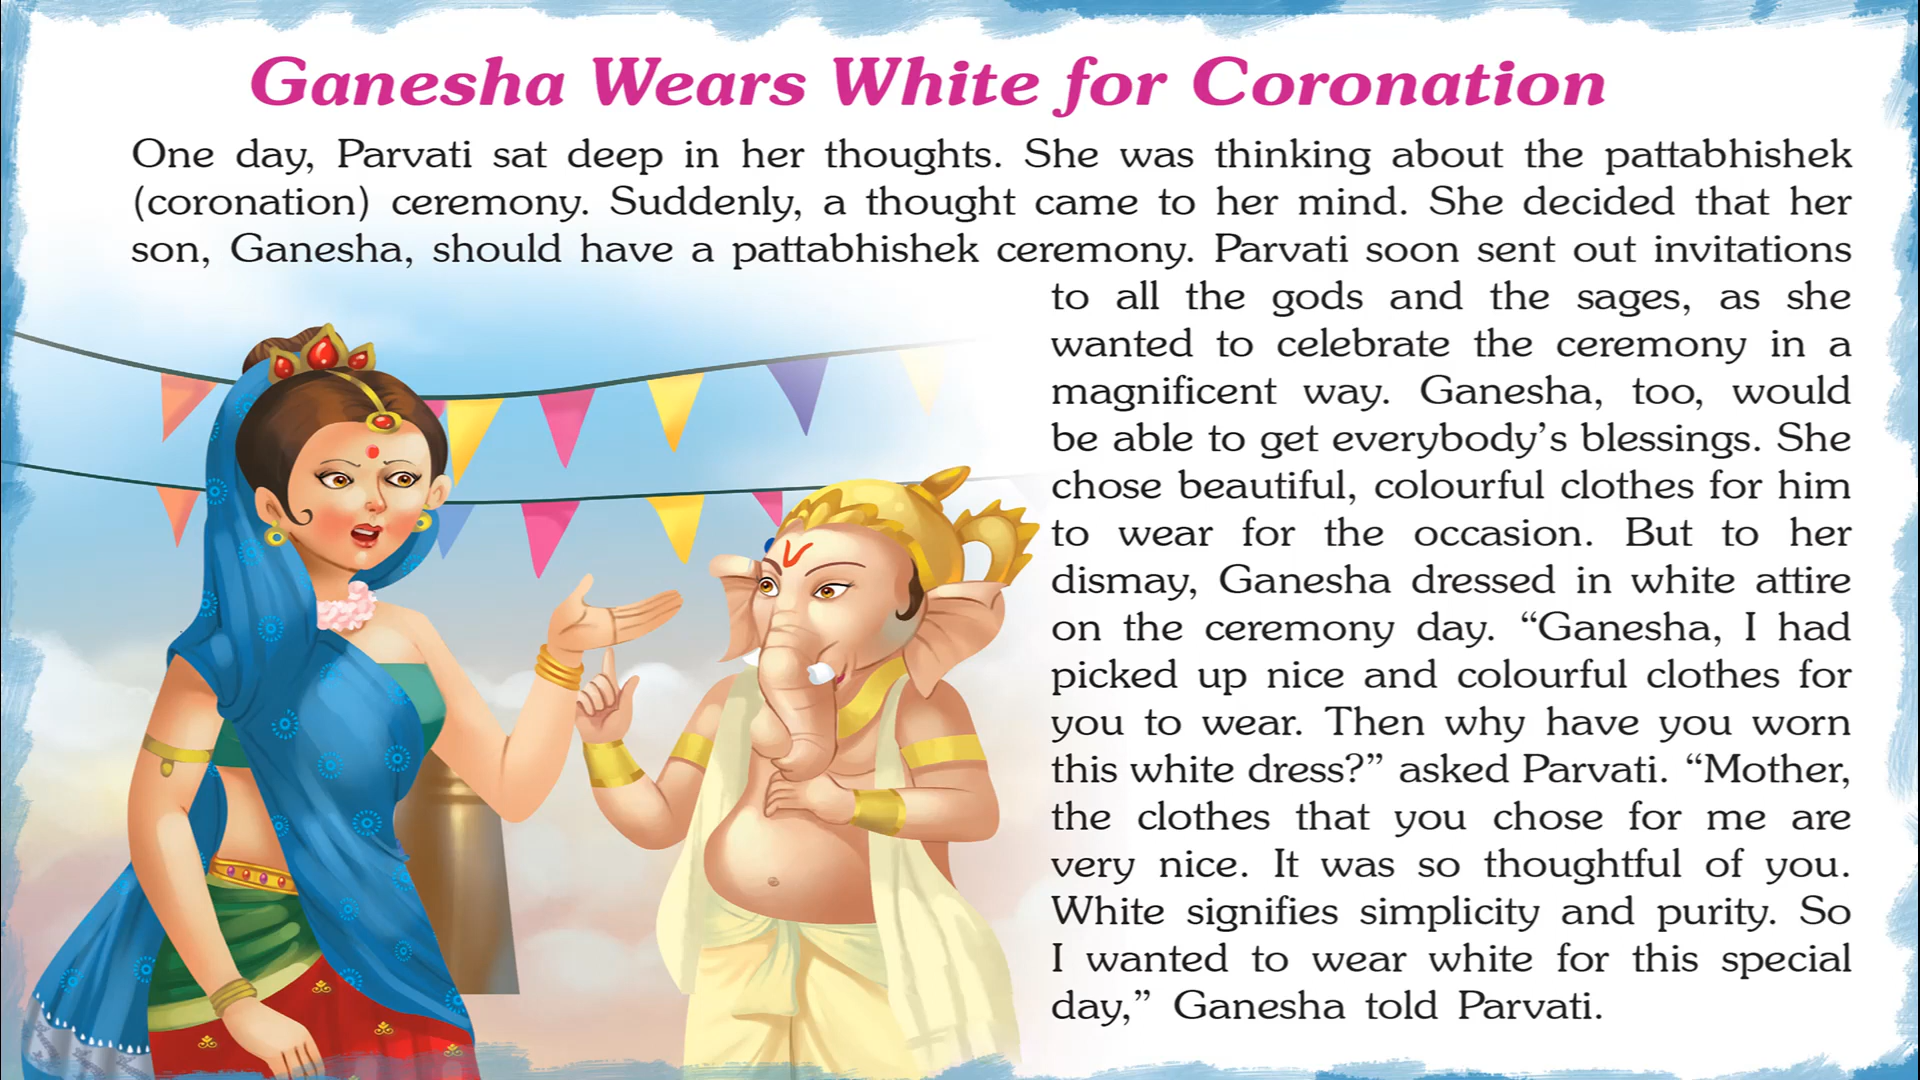 Ganesha Wears White for Coronation
One day, Parvati sat deep in her thoughts. She was thinking about the pattabhishek
(coronation) ceremony. Suddenly, a thought came to her mind. She decided that her
son, Ganesha, should have a pattabhishek ceremony. Parvati soon sent out invitations
to all the gods and the sages, as she
wanted to celebrate the ceremony in a
magnificent way. Ganesha, too, would
be able to get everybody’s blessings. She
chose beautiful, colourful clothes for him
to wear for the occasion. But to her
dismay, Ganesha dressed in white attire
on the ceremony day. “Ganesha, I had
picked up nice and colourful clothes for
you to wear. Then why have you worn
this white dress?” asked Parvati. “Mother,
the clothes that you chose for me are
very nice. It was so thoughtful of you.
White signifies simplicity and purity. So
I wanted to wear white for this special
day,” Ganesha told Parvati.